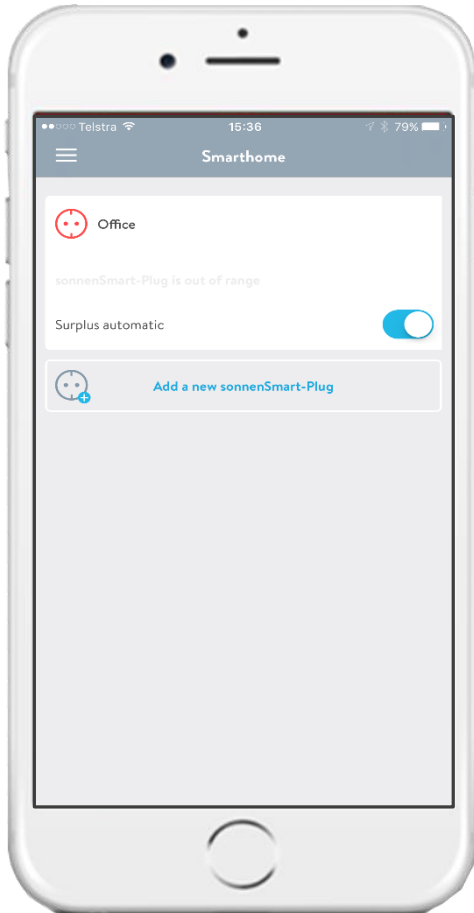 Telstra 15:36 79%
Smarthome
Office
sonnenSmart-Plug is out of range
Surplus automatic
Add a new sonnenSmart-Plug